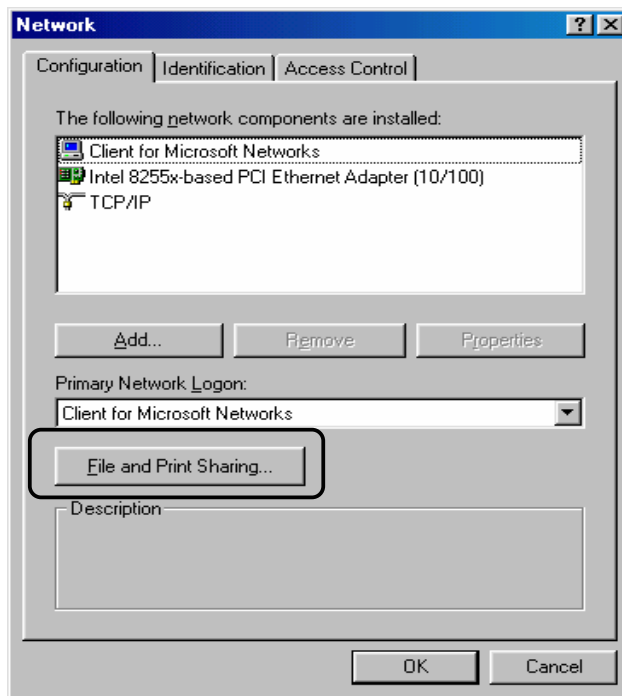 Network
Configuration Identification Access Control
The following network components are installed:
Client for Microsoft Networks
Intel 8255x-based PCI Ethernet Adapter (10/100)
TCP/IP
Add... Remove Properties
Primary Network Logon:
Client for Microsoft Networks
File and Print Sharing...
Description
OK Cancel